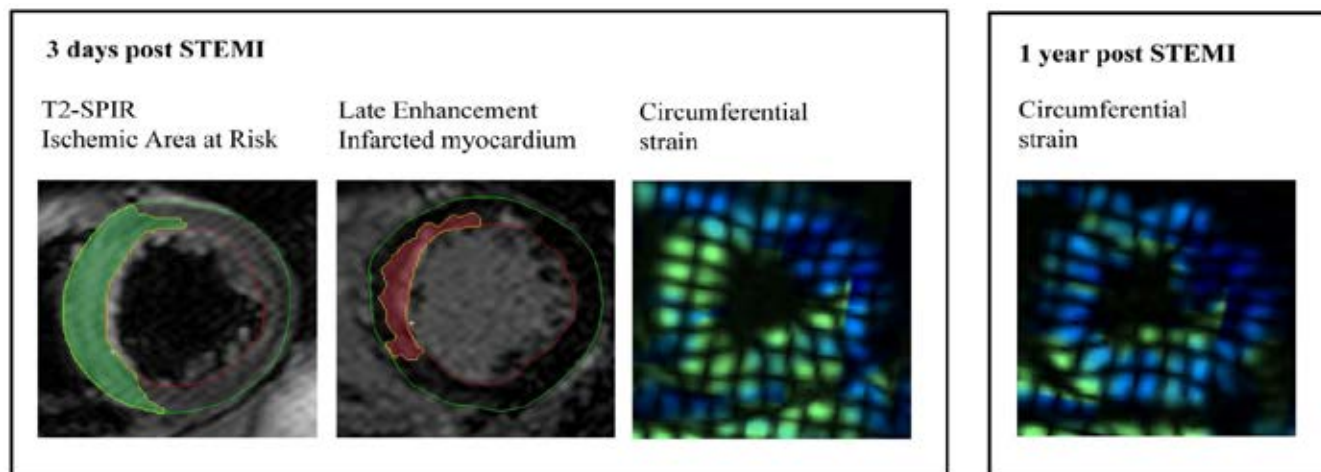 3 days post STEMI
T2-SPIR
Ischemic Area at Risk
Late Enhancement
Infarcted myocardium
Circumferential
strain
1 year post STEMI
Circumferential
strain